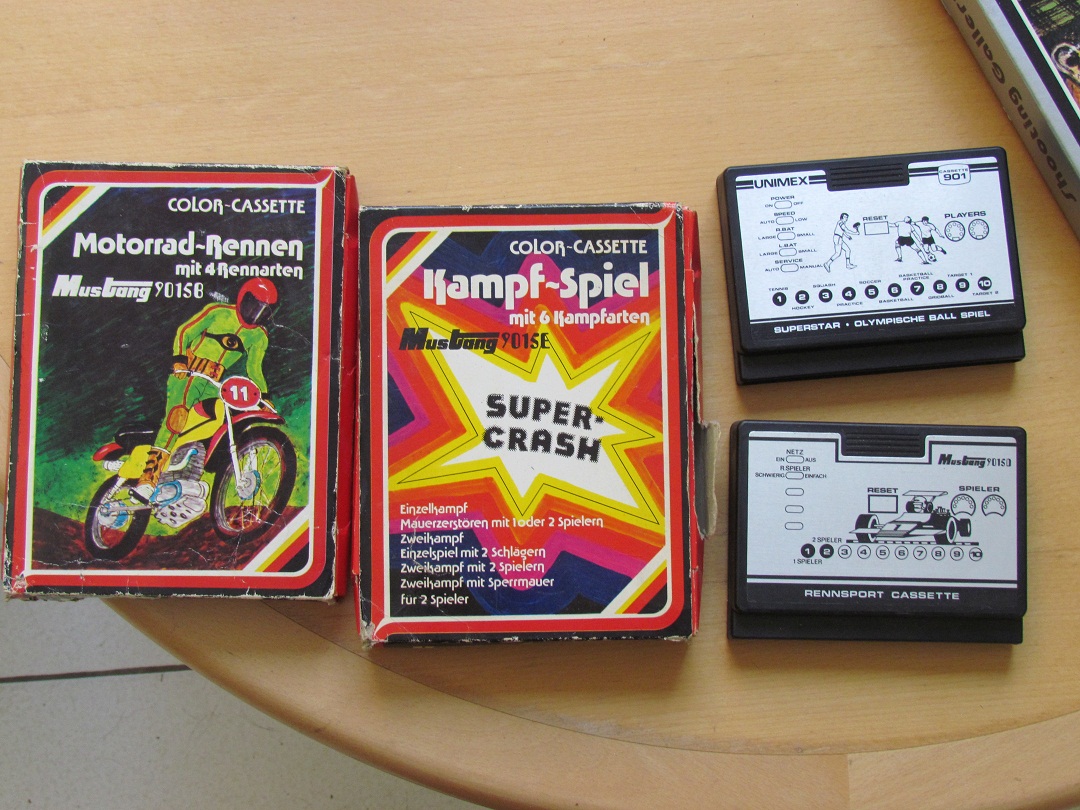 COLOR-CASSETTE
Motorrad-Rennen
mit 4 Rennarten
Mustang 9015B
11
COLOR-CASSETTE
Kampf-Spiel
mit 6 Kampfarten
Mustang 9015E
SUPER-
CRASH
Einzelkampf
Mauerzerstören mit 1 oder 2 Spielern
Zweikampf
Einzelspiel mit 2 Schlägern
Zweikampf mit 2 Spielern
Zweikampf mit Sperrmauer
für 2 Spieler
UNIMEX
CASSETTE
901
POWER
ON OFF
SPEED
AUTO LOW
R.BAT
LARGE SMALL
L.BAT
LARGE SMALL
SERVICE
AUTO MANUAL
RESET
PLAYERS
TENNIS SQUASH SOCCER BASKETBALL PRACTICE TARGET 1
1 2 3 4 5 6 7 8 9 10
HOCKEY PRACTICE BASKETBALL GRIDBALL TARGET 2
SUPERSTAR · OLYMPISCHE BALL SPIEL
Mustang 9015D
NETZ
EIN AUS
R.SPIELER
SCHWIERIG EINFACH
RESET
SPIELER
2 SPIELER
1 2 3 4 5 6 7 8 9 10
1 SPIELER
RENNSPORT CASSETTE
Shooting Gallery